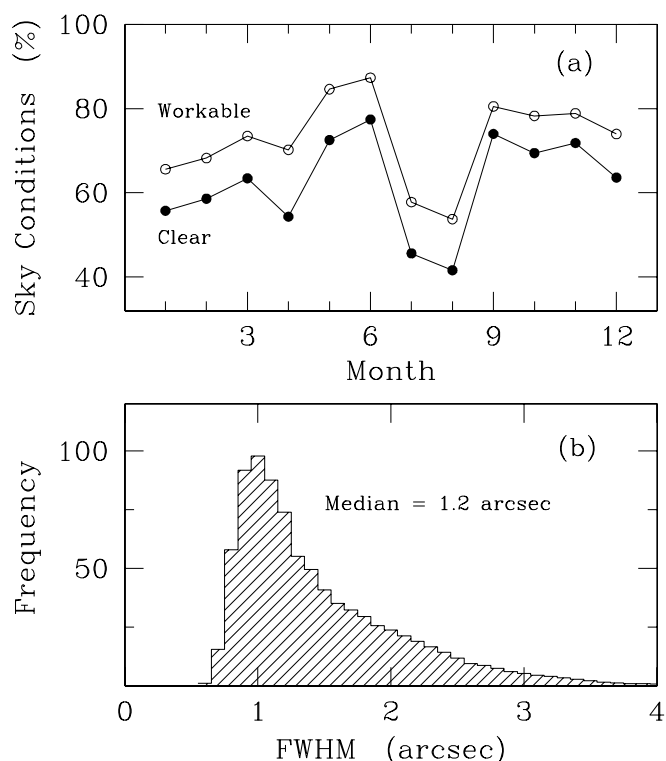 100
80
60
40
Sky Conditions (%)
(a)
Workable
Clear
3 6 9 12
Month
100
50
Frequency
(b)
Median = 1.2 arcsec
0 1 2 3 4
FWHM (arcsec)